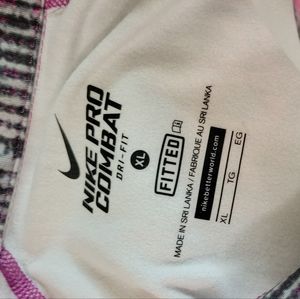 NIKE PRO
COMBAT
DRI-FIT
XL
FITTED
MADE IN SRI LANKA / FABRIQUE AU SRI LANKA
nikebetterworld.com
XL TG EG